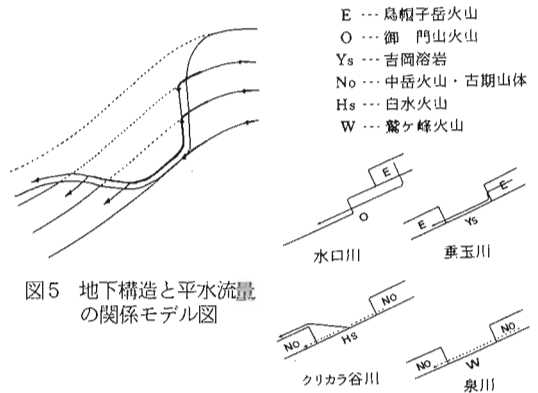 E ･･･ 烏帽子岳火山
O ･･･ 御 門山火山
Ys ･･･ 吉岡溶岩
No ･･･ 中岳火山・古期山体
Hs ･･･ 白水火山
W ･･･ 鷲ケ峰火山
E
O
水口川
E
E
Ys
垂玉川
図5 地下構造と平水流量
の関係モデル図
No
No
Hs
クリカラ谷川
No
No
W
泉川